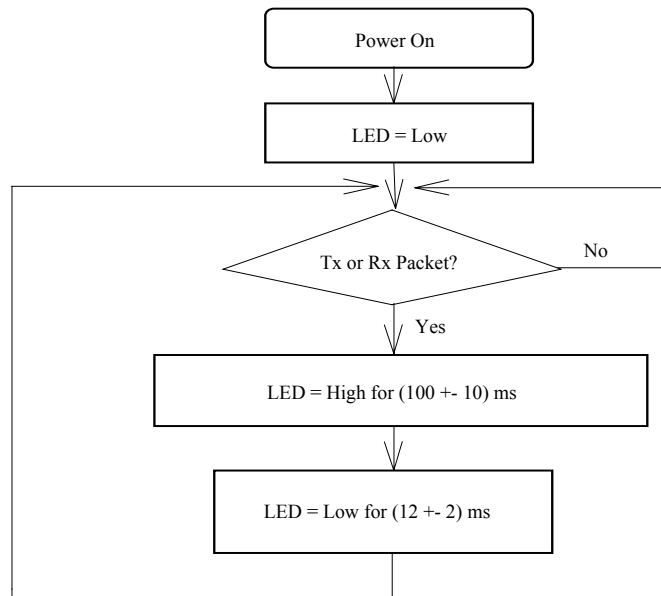 Power On
LED = Low
Tx or Rx Packet?
No
Yes
LED = High for (100 +- 10) ms
LED = Low for (12 +- 2) ms